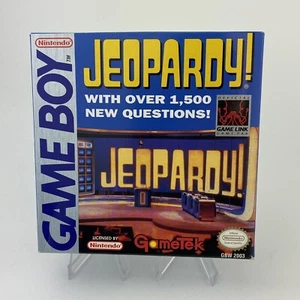 Nintendo
GAME BOY
TM
JEOPARDY!
WITH OVER 1,500
NEW QUESTIONS!
GAME LINK
JEOPARDY!
LICENSED BY
Nintendo
GameTek
GBW 2003